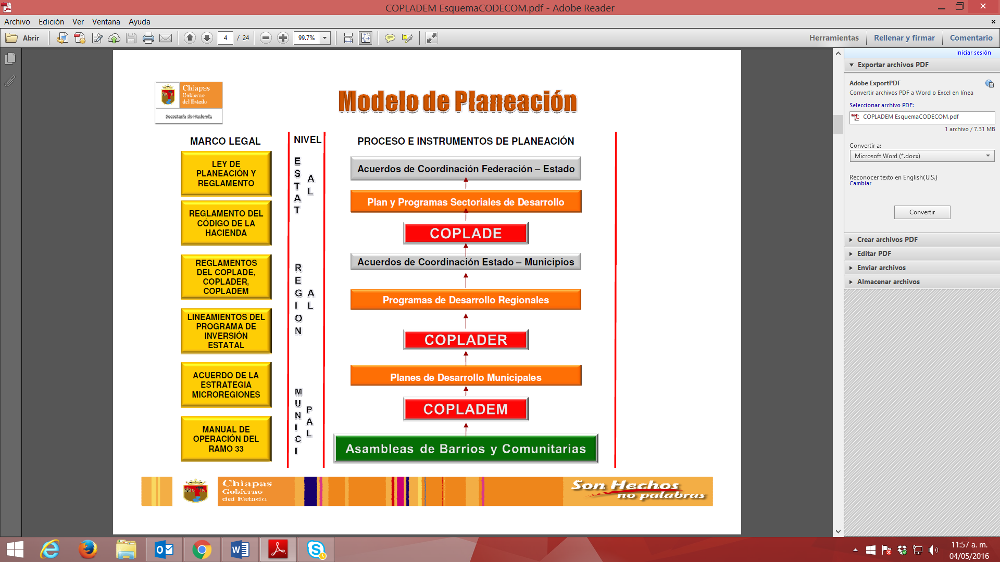 COPLADEM EsquemaCODECOM.pdf - Adobe Reader
Archivo Edición Ver Ventana Ayuda
Abrir 4 / 24 99.7% Herramientas Rellenar y firmar Comentario
Iniciar sesión
Exportar archivos PDF
Adobe ExportPDF
Convertir archivos PDF a Word o Excel en línea
Seleccionar archivo PDF:
COPLADEM EsquemaCODECOM.pdf
1 archivo / 7.31 MB
Convertir a:
Microsoft Word (*.docx)
Reconocer texto en English(U.S.)
Cambiar
Convertir
Crear archivos PDF
Editar PDF
Enviar archivos
Almacenar archivos
Chiapas
Gobierno
del Estado
Secretaría de Hacienda
Modelo de Planeación
MARCO LEGAL
LEY DE
PLANEACIÓN Y
REGLAMENTO
REGLAMENTO DEL
CÓDIGO DE LA
HACIENDA
REGLAMENTOS
DEL COPLADE,
COPLADER,
COPLADEM
LINEAMIENTOS DEL
PROGRAMA DE
INVERSIÓN
ESTATAL
ACUERDO DE LA
ESTRATEGIA
MICROREGIONES
MANUAL DE
OPERACIÓN DEL
RAMO 33
NIVEL
ESTATAL
REGIONAL
MUNICIPAL
PROCESO E INSTRUMENTOS DE PLANEACIÓN
Acuerdos de Coordinación Federación – Estado
Plan y Programas Sectoriales de Desarrollo
COPLADE
Acuerdos de Coordinación Estado – Municipios
Programas de Desarrollo Regionales
COPLADER
Planes de Desarrollo Municipales
COPLADEM
Asambleas de Barrios y Comunitarias
Chiapas
Gobierno
del Estado
Son Hechos
no palabras
11:57 a. m.
04/05/2016